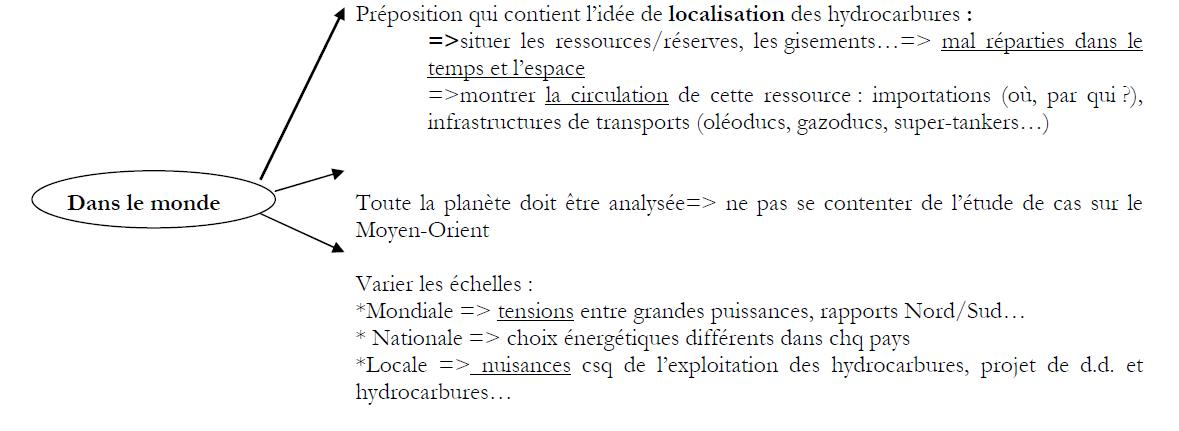 Préposition qui contient l’idée de localisation des hydrocarbures :
=>situer les ressources/réserves, les gisements…=> mal réparties dans le
temps et l’espace
=>montrer la circulation de cette ressource : importations (où, par qui ?),
infrastructures de transports (oléoducs, gazoducs, super-tankers…)
Dans le monde
Toute la planète doit être analysée=> ne pas se contenter de l’étude de cas sur le
Moyen-Orient
Varier les échelles :
*Mondiale => tensions entre grandes puissances, rapports Nord/Sud…
* Nationale => choix énergétiques différents dans chq pays
*Locale => nuisances csq de l’exploitation des hydrocarbures, projet de d.d. et
hydrocarbures…